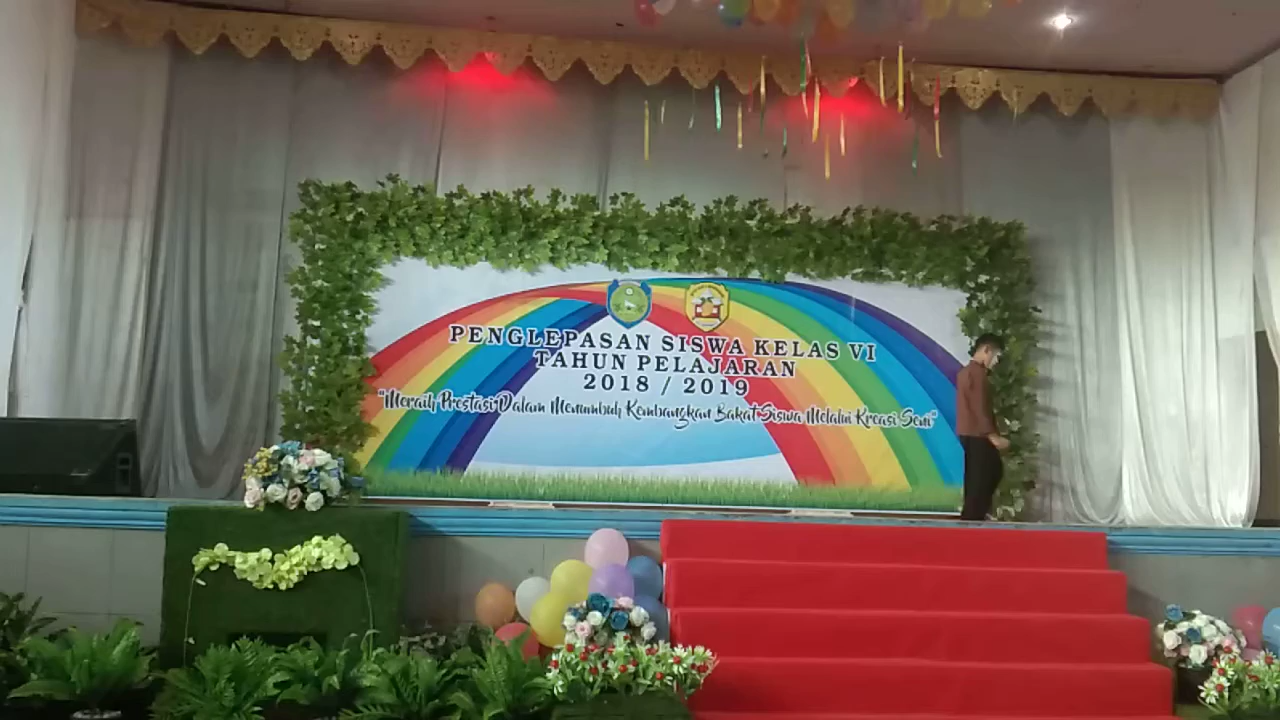 PENGLEPASAN SISWA KELAS VI
TAHUN PELAJARAN
2018 / 2019
"Meraih Prestasi Dalam Menumbuh Kembangkan Bakat Siswa Melalui Kreasi Seni"